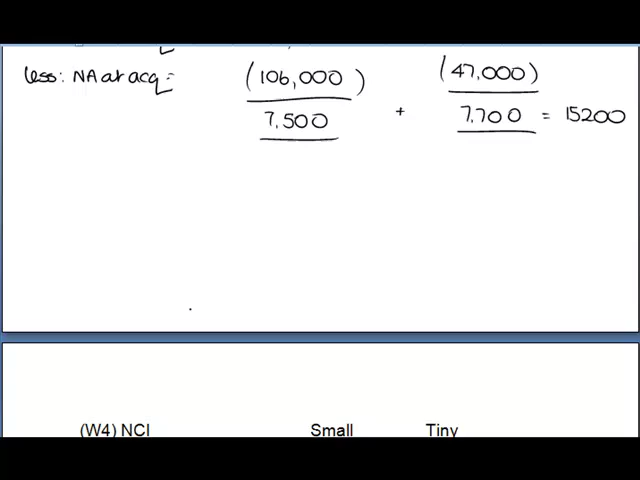 less: NA at acq= (106,000) (47,000)
7,500 + 7,700 = 15200
(W4) NCI Small Tiny